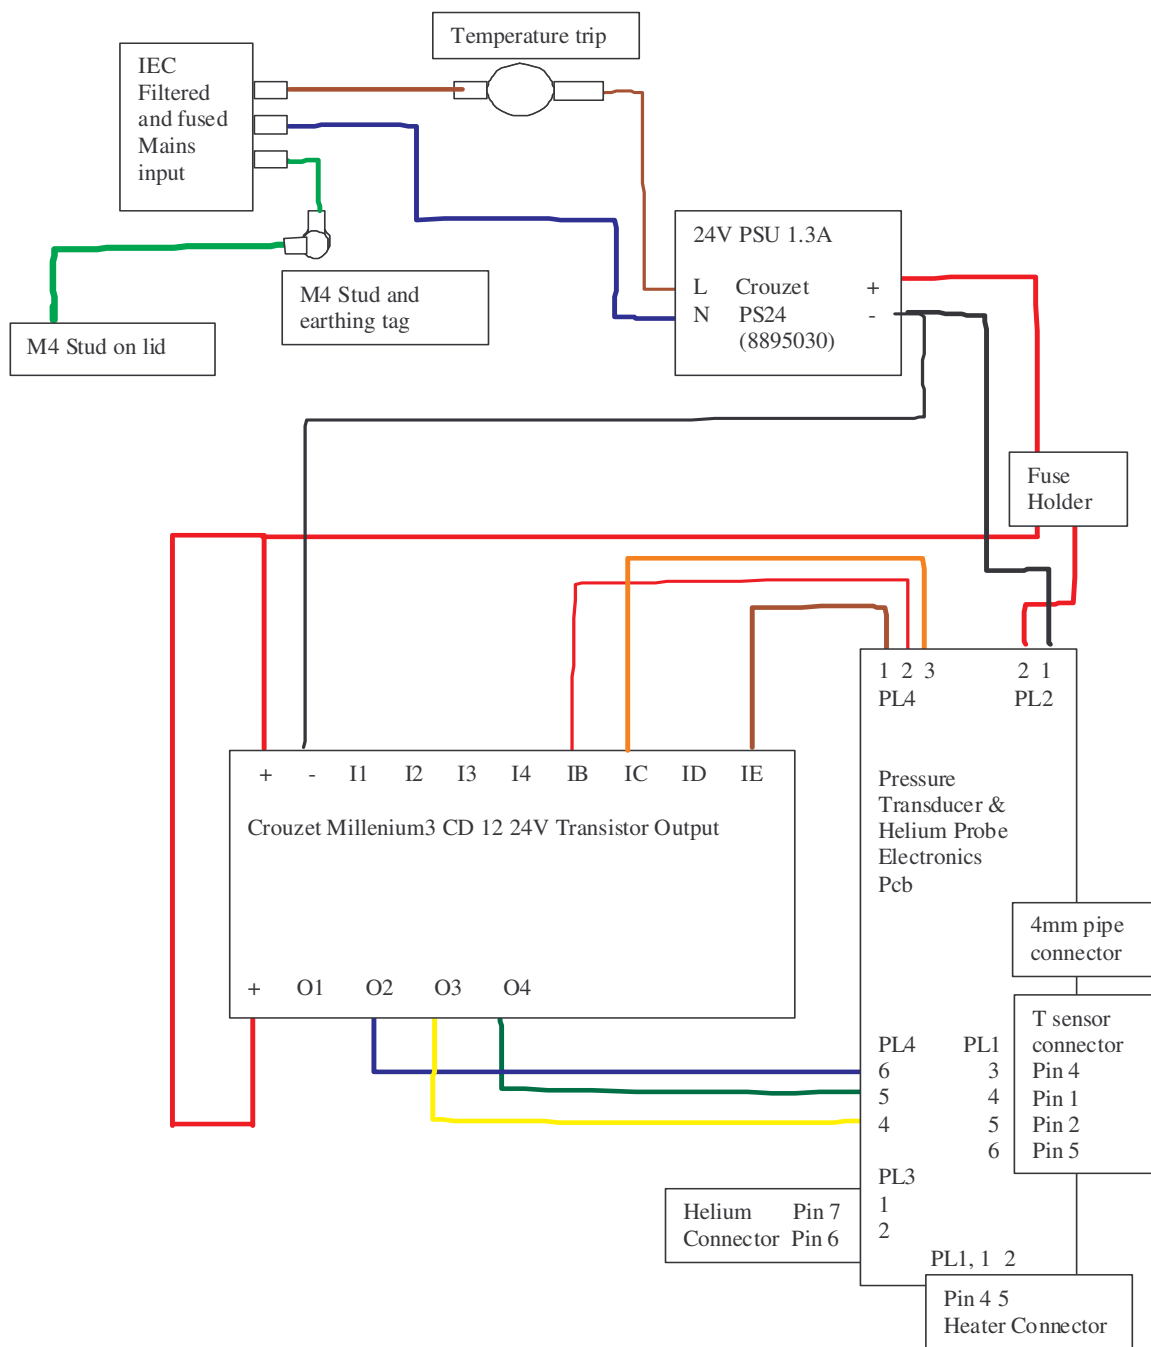 Temperature trip
IEC
Filtered
and fused
Mains
input
24V PSU 1.3A
L Crouzet +
N PS24 -
(8895030)
M4 Stud and
earthing tag
M4 Stud on lid
Fuse
Holder
1 2 3 2 1
PL4 PL2
+ - I1 I2 I3 I4 IB IC ID IE
Crouzet Millenium3 CD 12 24V Transistor Output
+ O1 O2 O3 O4
Pressure
Transducer &
Helium Probe
Electronics
Pcb
4mm pipe
connector
T sensor
connector
Pin 4
Pin 1
Pin 2
Pin 5
PL4 PL1
6 3
5 4
4 5
6
PL3
1
2
Helium Pin 7
Connector Pin 6
PL1, 1 2
Pin 4 5
Heater Connector